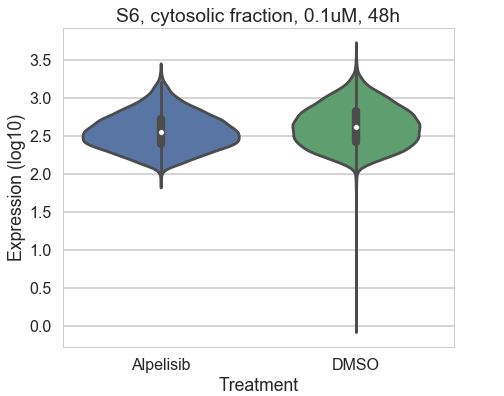 S6, cytosolic fraction, 0.1uM, 48h
Expression (log10)
3.5
3.0
2.5
2.0
1.5
1.0
0.5
0.0
Alpelisib DMSO
Treatment